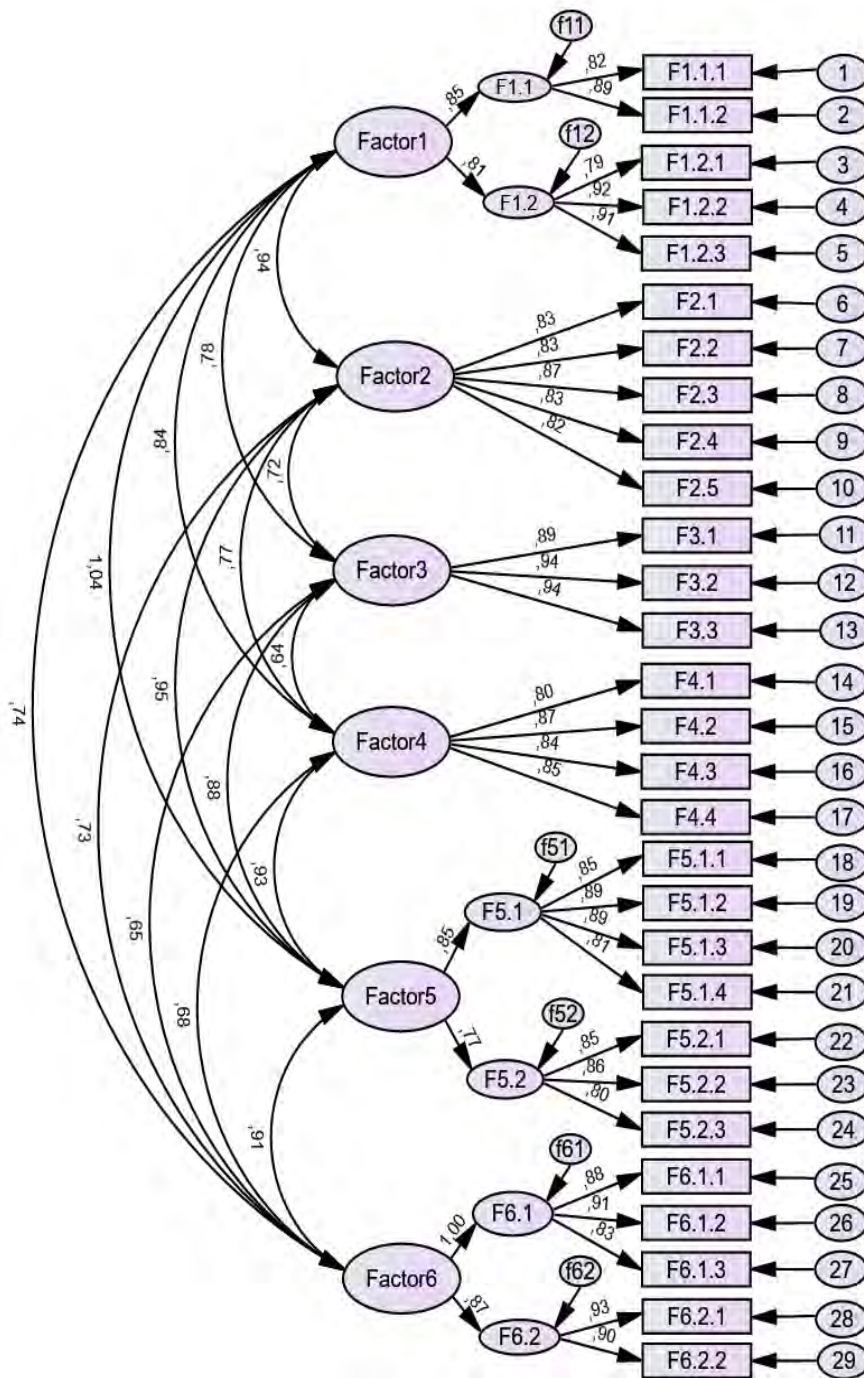 f11
,85
F1.1
,82
,89
F1.1.1
1
F1.1.2
2
Factor1
,81
f12
F1.2
,79
,92
,91
F1.2.1
3
F1.2.2
4
F1.2.3
5
,94
,78
,84
1,04
,74
Factor2
,83
,83
,87
,83
,82
F2.1
6
F2.2
7
F2.3
8
F2.4
9
F2.5
10
,72
,77
,95
,73
Factor3
,89
,94
,94
F3.1
11
F3.2
12
F3.3
13
,94
,88
,65
Factor4
,80
,87
,84
,85
F4.1
14
F4.2
15
F4.3
16
F4.4
17
,93
,68
Factor5
,85
f51
F5.1
,85
,89
,89
,81
F5.1.1
18
F5.1.2
19
F5.1.3
20
F5.1.4
21
,77
f52
F5.2
,85
,86
,80
F5.2.1
22
F5.2.2
23
F5.2.3
24
,91
Factor6
1,00
f61
F6.1
,88
,91
,83
F6.1.1
25
F6.1.2
26
F6.1.3
27
,87
f62
F6.2
,93
,90
F6.2.1
28
F6.2.2
29